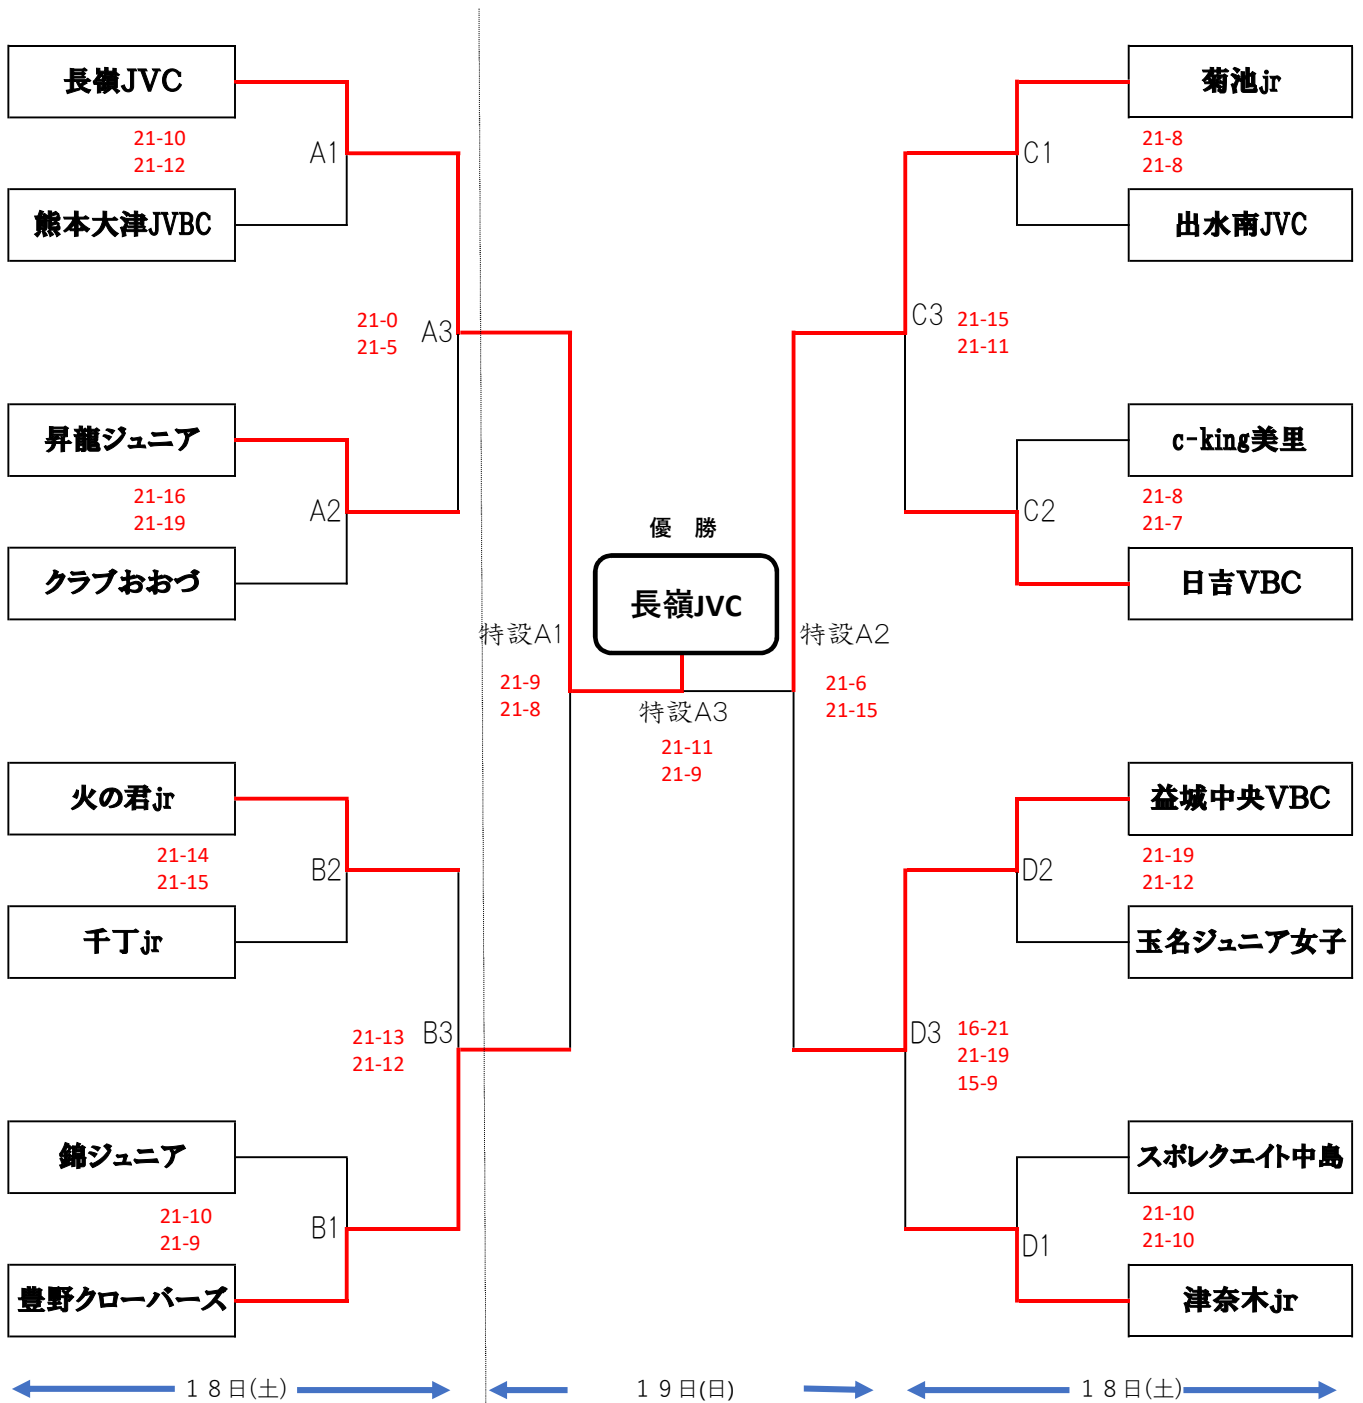 長嶺JVC
21-10
21-12
A1
熊本大津JVBC
21-0
21-5
A3
昇龍ジュニア
21-16
21-19
A2
クラブおおづ
特設A1
21-9
21-8
火の君jr
21-14
21-15
B2
千丁jr
21-13
21-12
B3
錦ジュニア
21-10
21-9
B1
豊野クローバーズ
優 勝
長嶺JVC
特設A3
21-11
21-9
菊池jr
C1
21-8
21-8
出水南JVC
C3
21-15
21-11
c-king美里
C2
21-8
21-7
日吉VBC
特設A2
21-6
21-15
益城中央VBC
D2
21-19
21-12
玉名ジュニア女子
D3
16-21
21-19
15-9
スポレクエイト中島
D1
21-10
21-10
津奈木jr
18日(土)
19日(日)
18日(土)